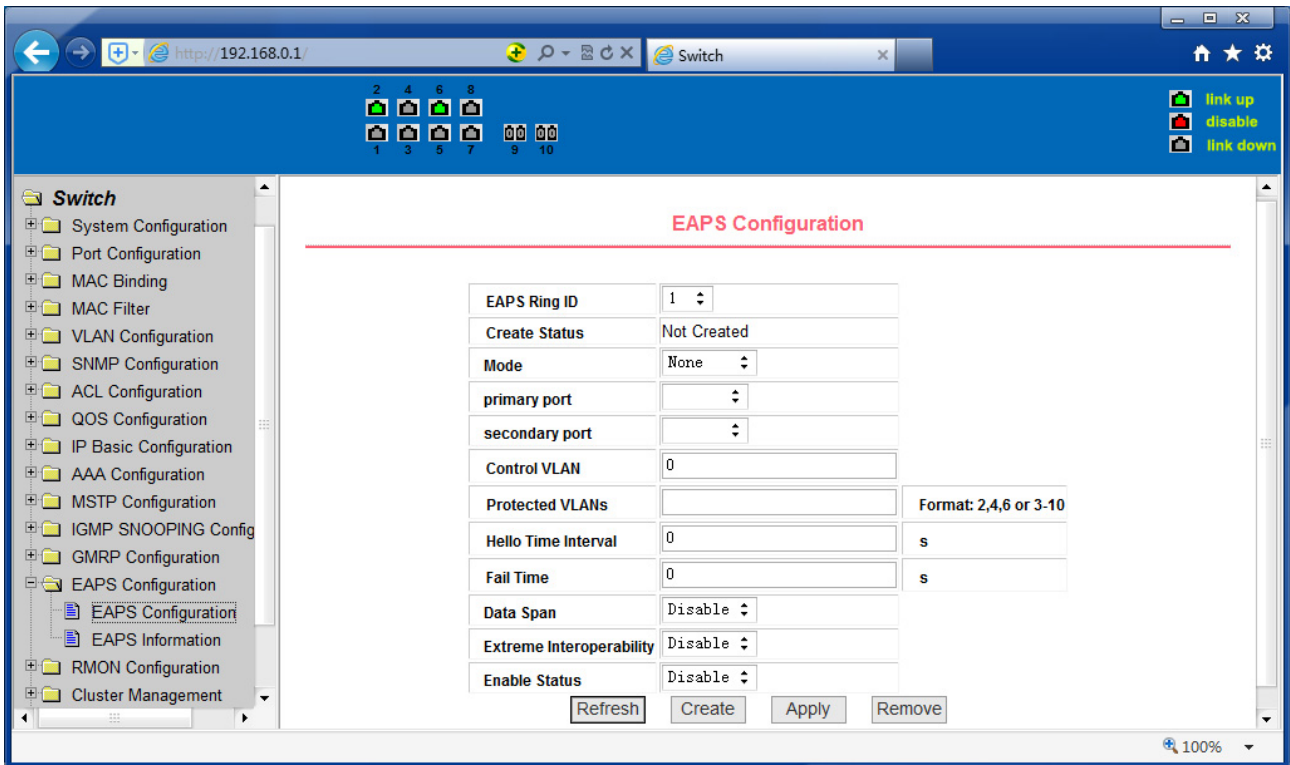 http://192.168.0.1/
Switch
2 4 6 8
1 3 5 7 9 10
link up
disable
link down
Switch
System Configuration
Port Configuration
MAC Binding
MAC Filter
VLAN Configuration
SNMP Configuration
ACL Configuration
QOS Configuration
IP Basic Configuration
AAA Configuration
MSTP Configuration
IGMP SNOOPING Config
GMRP Configuration
EAPS Configuration
EAPS Configuration
EAPS Information
RMON Configuration
Cluster Management
EAPS Configuration
EAPS Ring ID 1
Create Status Not Created
Mode None
primary port
secondary port
Control VLAN 0
Protected VLANs Format: 2,4,6 or 3-10
Hello Time Interval 0 s
Fail Time 0 s
Data Span Disable
Extreme Interoperability Disable
Enable Status Disable
Refresh Create Apply Remove
100%